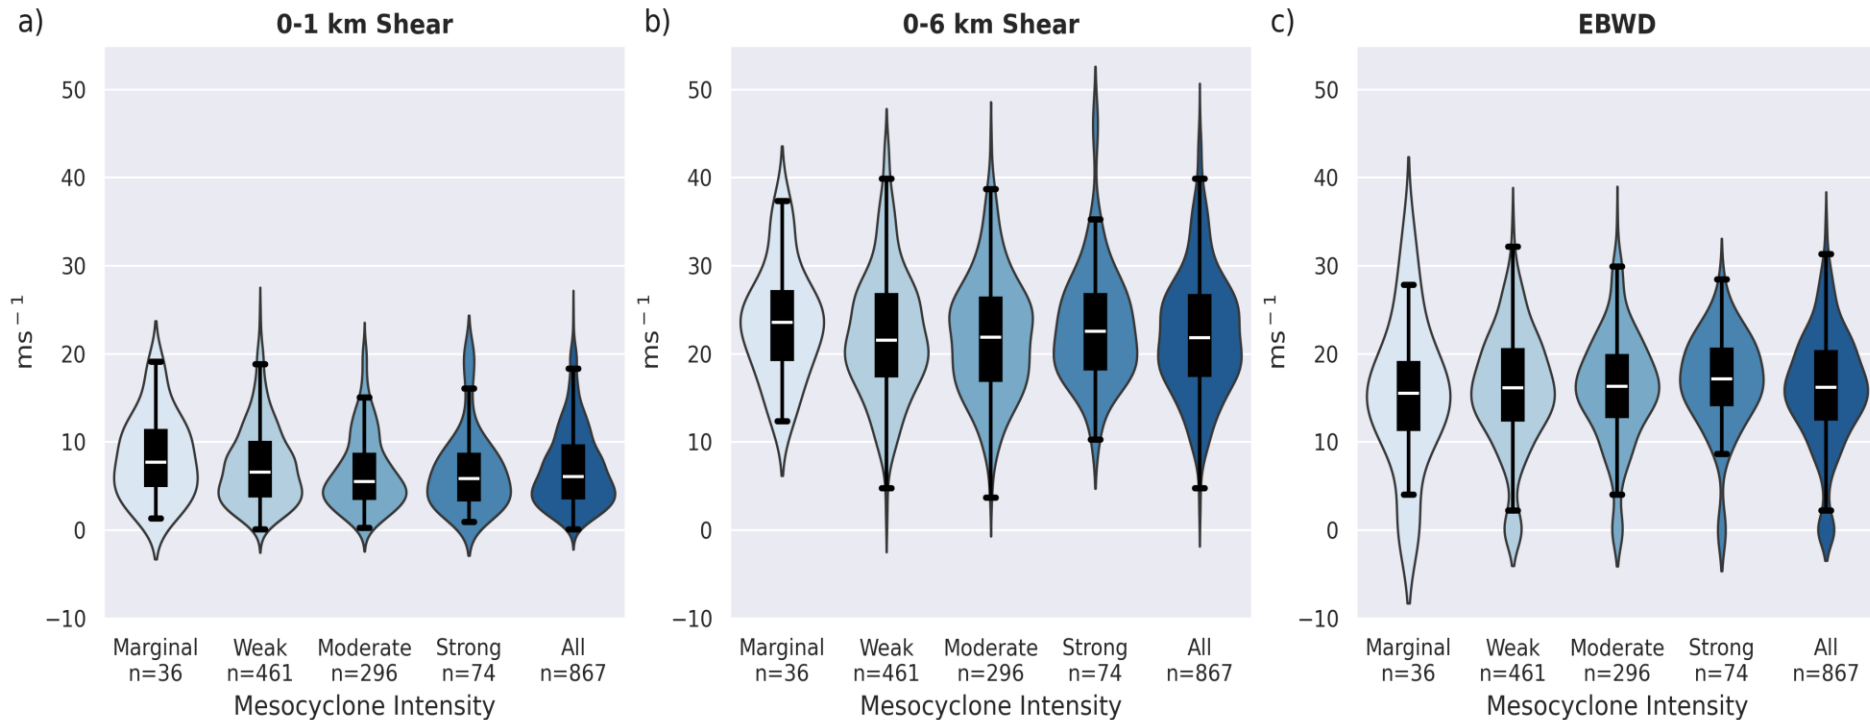 a) 0-1 km Shear
50
40
30
20
10
0
−10
ms⁻¹
Marginal Weak Moderate Strong All
n=36 n=461 n=296 n=74 n=867
Mesocyclone Intensity
b) 0-6 km Shear
50
40
30
20
10
0
−10
ms⁻¹
Marginal Weak Moderate Strong All
n=36 n=461 n=296 n=74 n=867
Mesocyclone Intensity
c) EBWD
50
40
30
20
10
0
−10
ms⁻¹
Marginal Weak Moderate Strong All
n=36 n=461 n=296 n=74 n=867
Mesocyclone Intensity